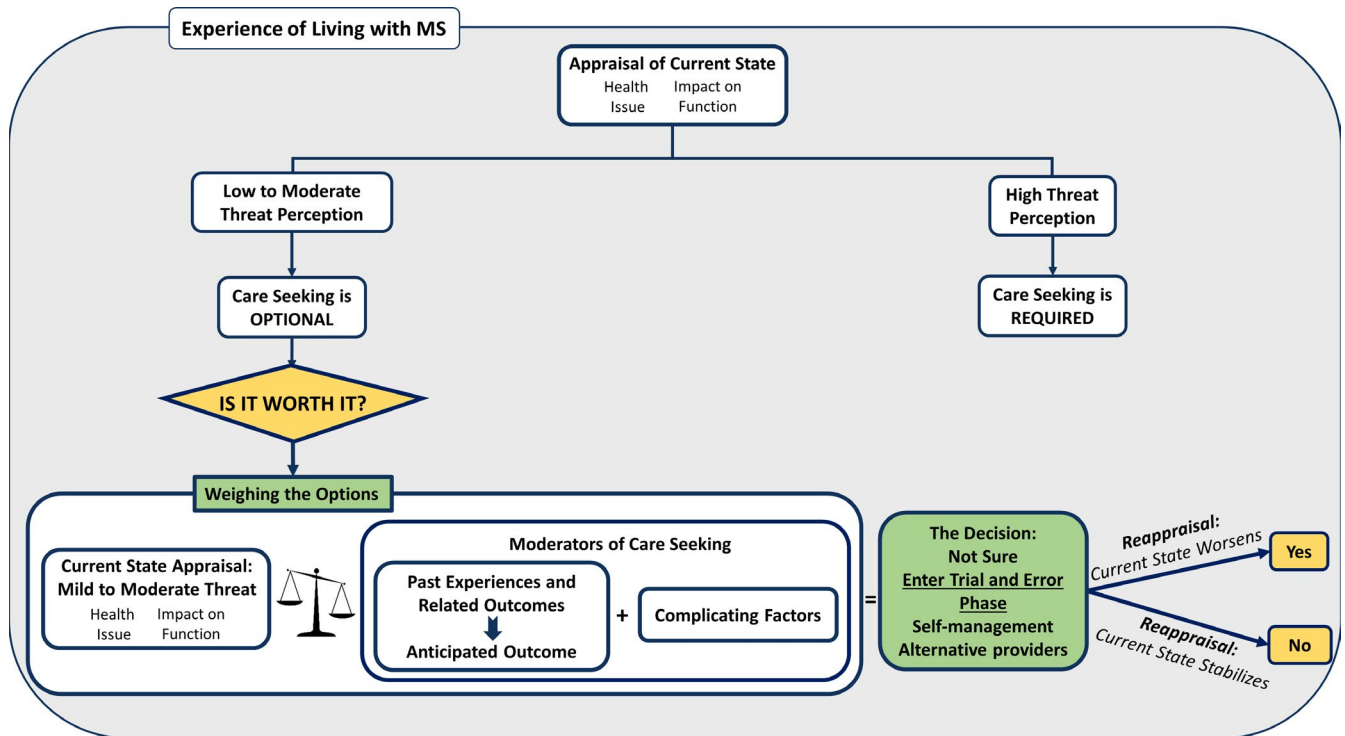 Experience of Living with MS
Appraisal of Current State
Health Impact on
Issue Function
Low to Moderate
Threat Perception
High Threat
Perception
Care Seeking is
OPTIONAL
Care Seeking is
REQUIRED
IS IT WORTH IT?
Weighing the Options
Current State Appraisal:
Mild to Moderate Threat
Health Impact on
Issue Function
Moderators of Care Seeking
Past Experiences and
Related Outcomes
Anticipated Outcome
+
Complicating Factors
=
The Decision:
Not Sure
Enter Trial and Error
Phase
Self-management
Alternative providers
Reappraisal:
Current State Worsens
Yes
Reappraisal:
Current State Stabilizes
No